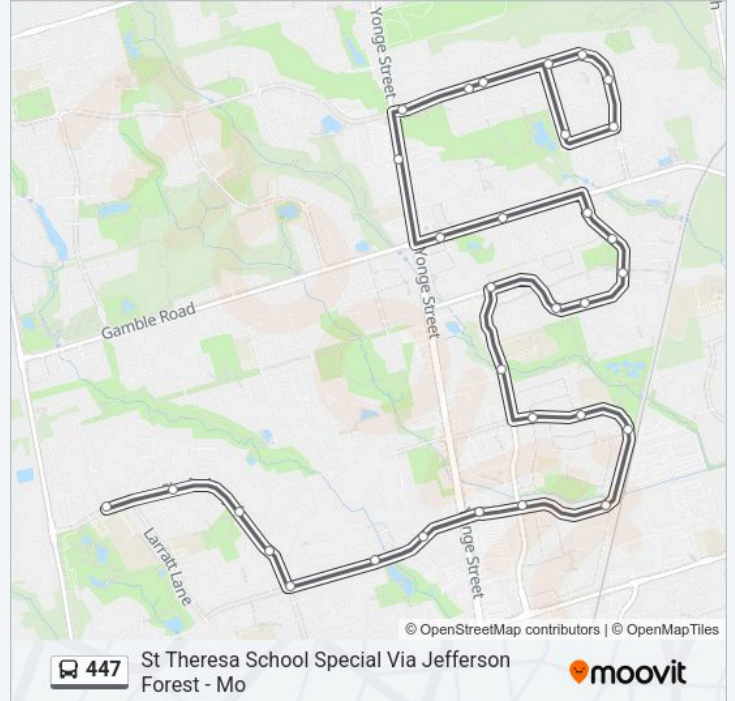 Yonge Street
Yonge Street
Gamble Road
Larratt Lane
onge Street
© OpenStreetMap contributors | © OpenMapTiles
447
St Theresa School Special Via Jefferson
Forest - Mo
moovit